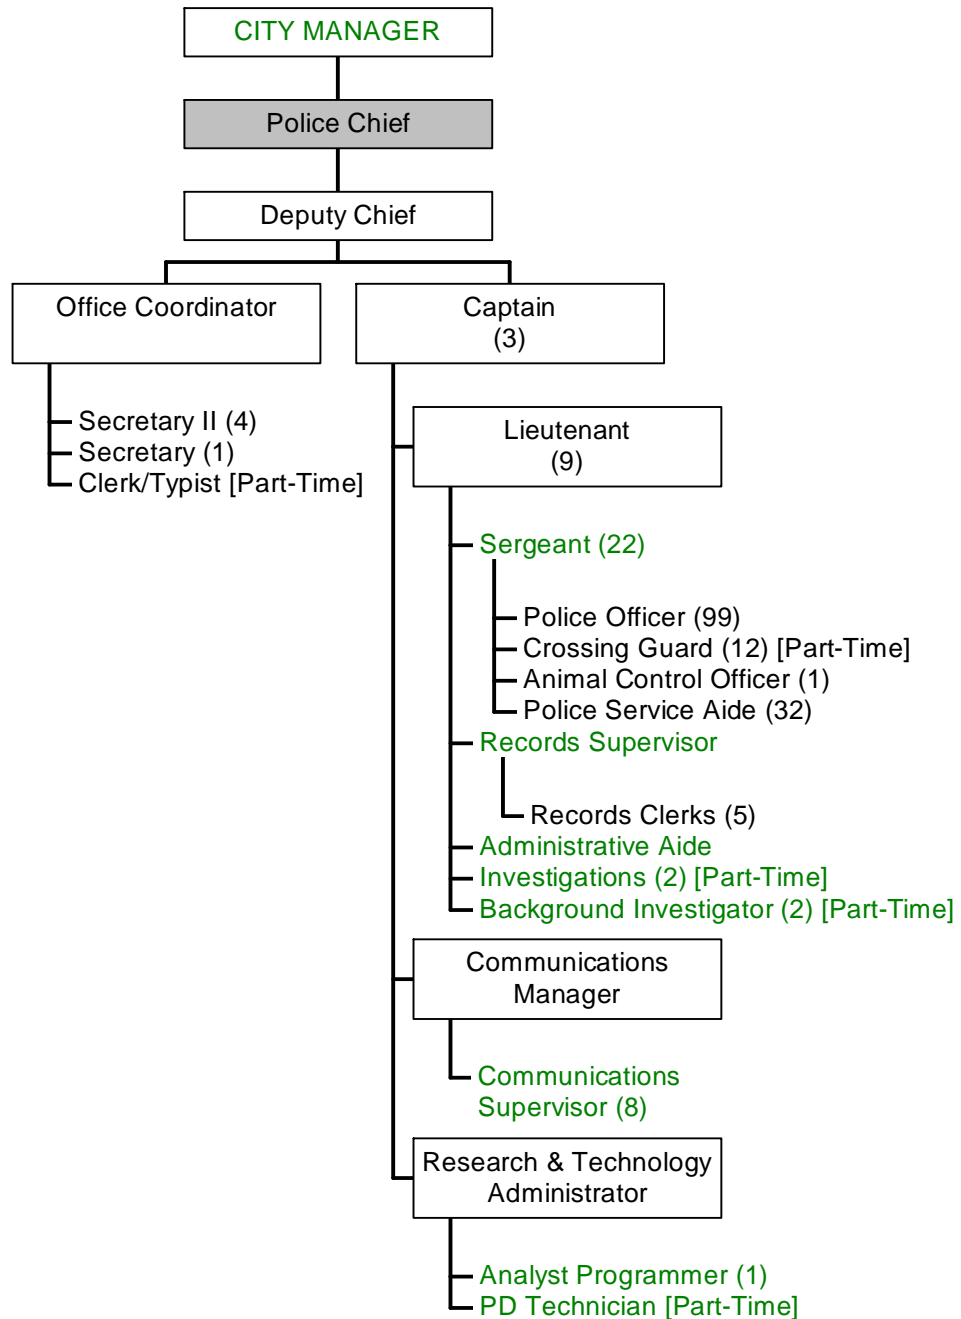 CITY MANAGER
Police Chief
Deputy Chief
Office Coordinator
Captain
(3)
Secretary II (4)
Secretary (1)
Clerk/Typist [Part-Time]
Lieutenant
(9)
Sergeant (22)
Police Officer (99)
Crossing Guard (12) [Part-Time]
Animal Control Officer (1)
Police Service Aide (32)
Records Supervisor
Records Clerks (5)
Administrative Aide
Investigations (2) [Part-Time]
Background Investigator (2) [Part-Time]
Communications
Manager
Communications
Supervisor (8)
Research & Technology
Administrator
Analyst Programmer (1)
PD Technician [Part-Time]